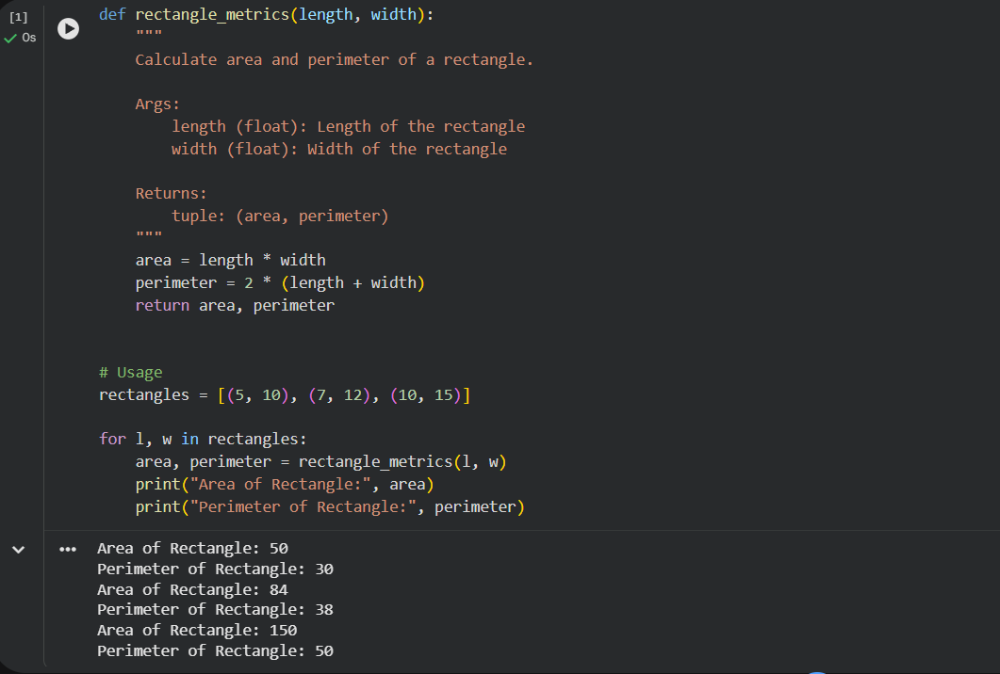 [1]
0s
def rectangle_metrics(length, width):
    """
    Calculate area and perimeter of a rectangle.

    Args:
        length (float): Length of the rectangle
        width (float): Width of the rectangle

    Returns:
        tuple: (area, perimeter)
    """
    area = length * width
    perimeter = 2 * (length + width)
    return area, perimeter


# Usage
rectangles = [(5, 10), (7, 12), (10, 15)]

for l, w in rectangles:
    area, perimeter = rectangle_metrics(l, w)
    print("Area of Rectangle:", area)
    print("Perimeter of Rectangle:", perimeter)

Area of Rectangle: 50
Perimeter of Rectangle: 30
Area of Rectangle: 84
Perimeter of Rectangle: 38
Area of Rectangle: 150
Perimeter of Rectangle: 50